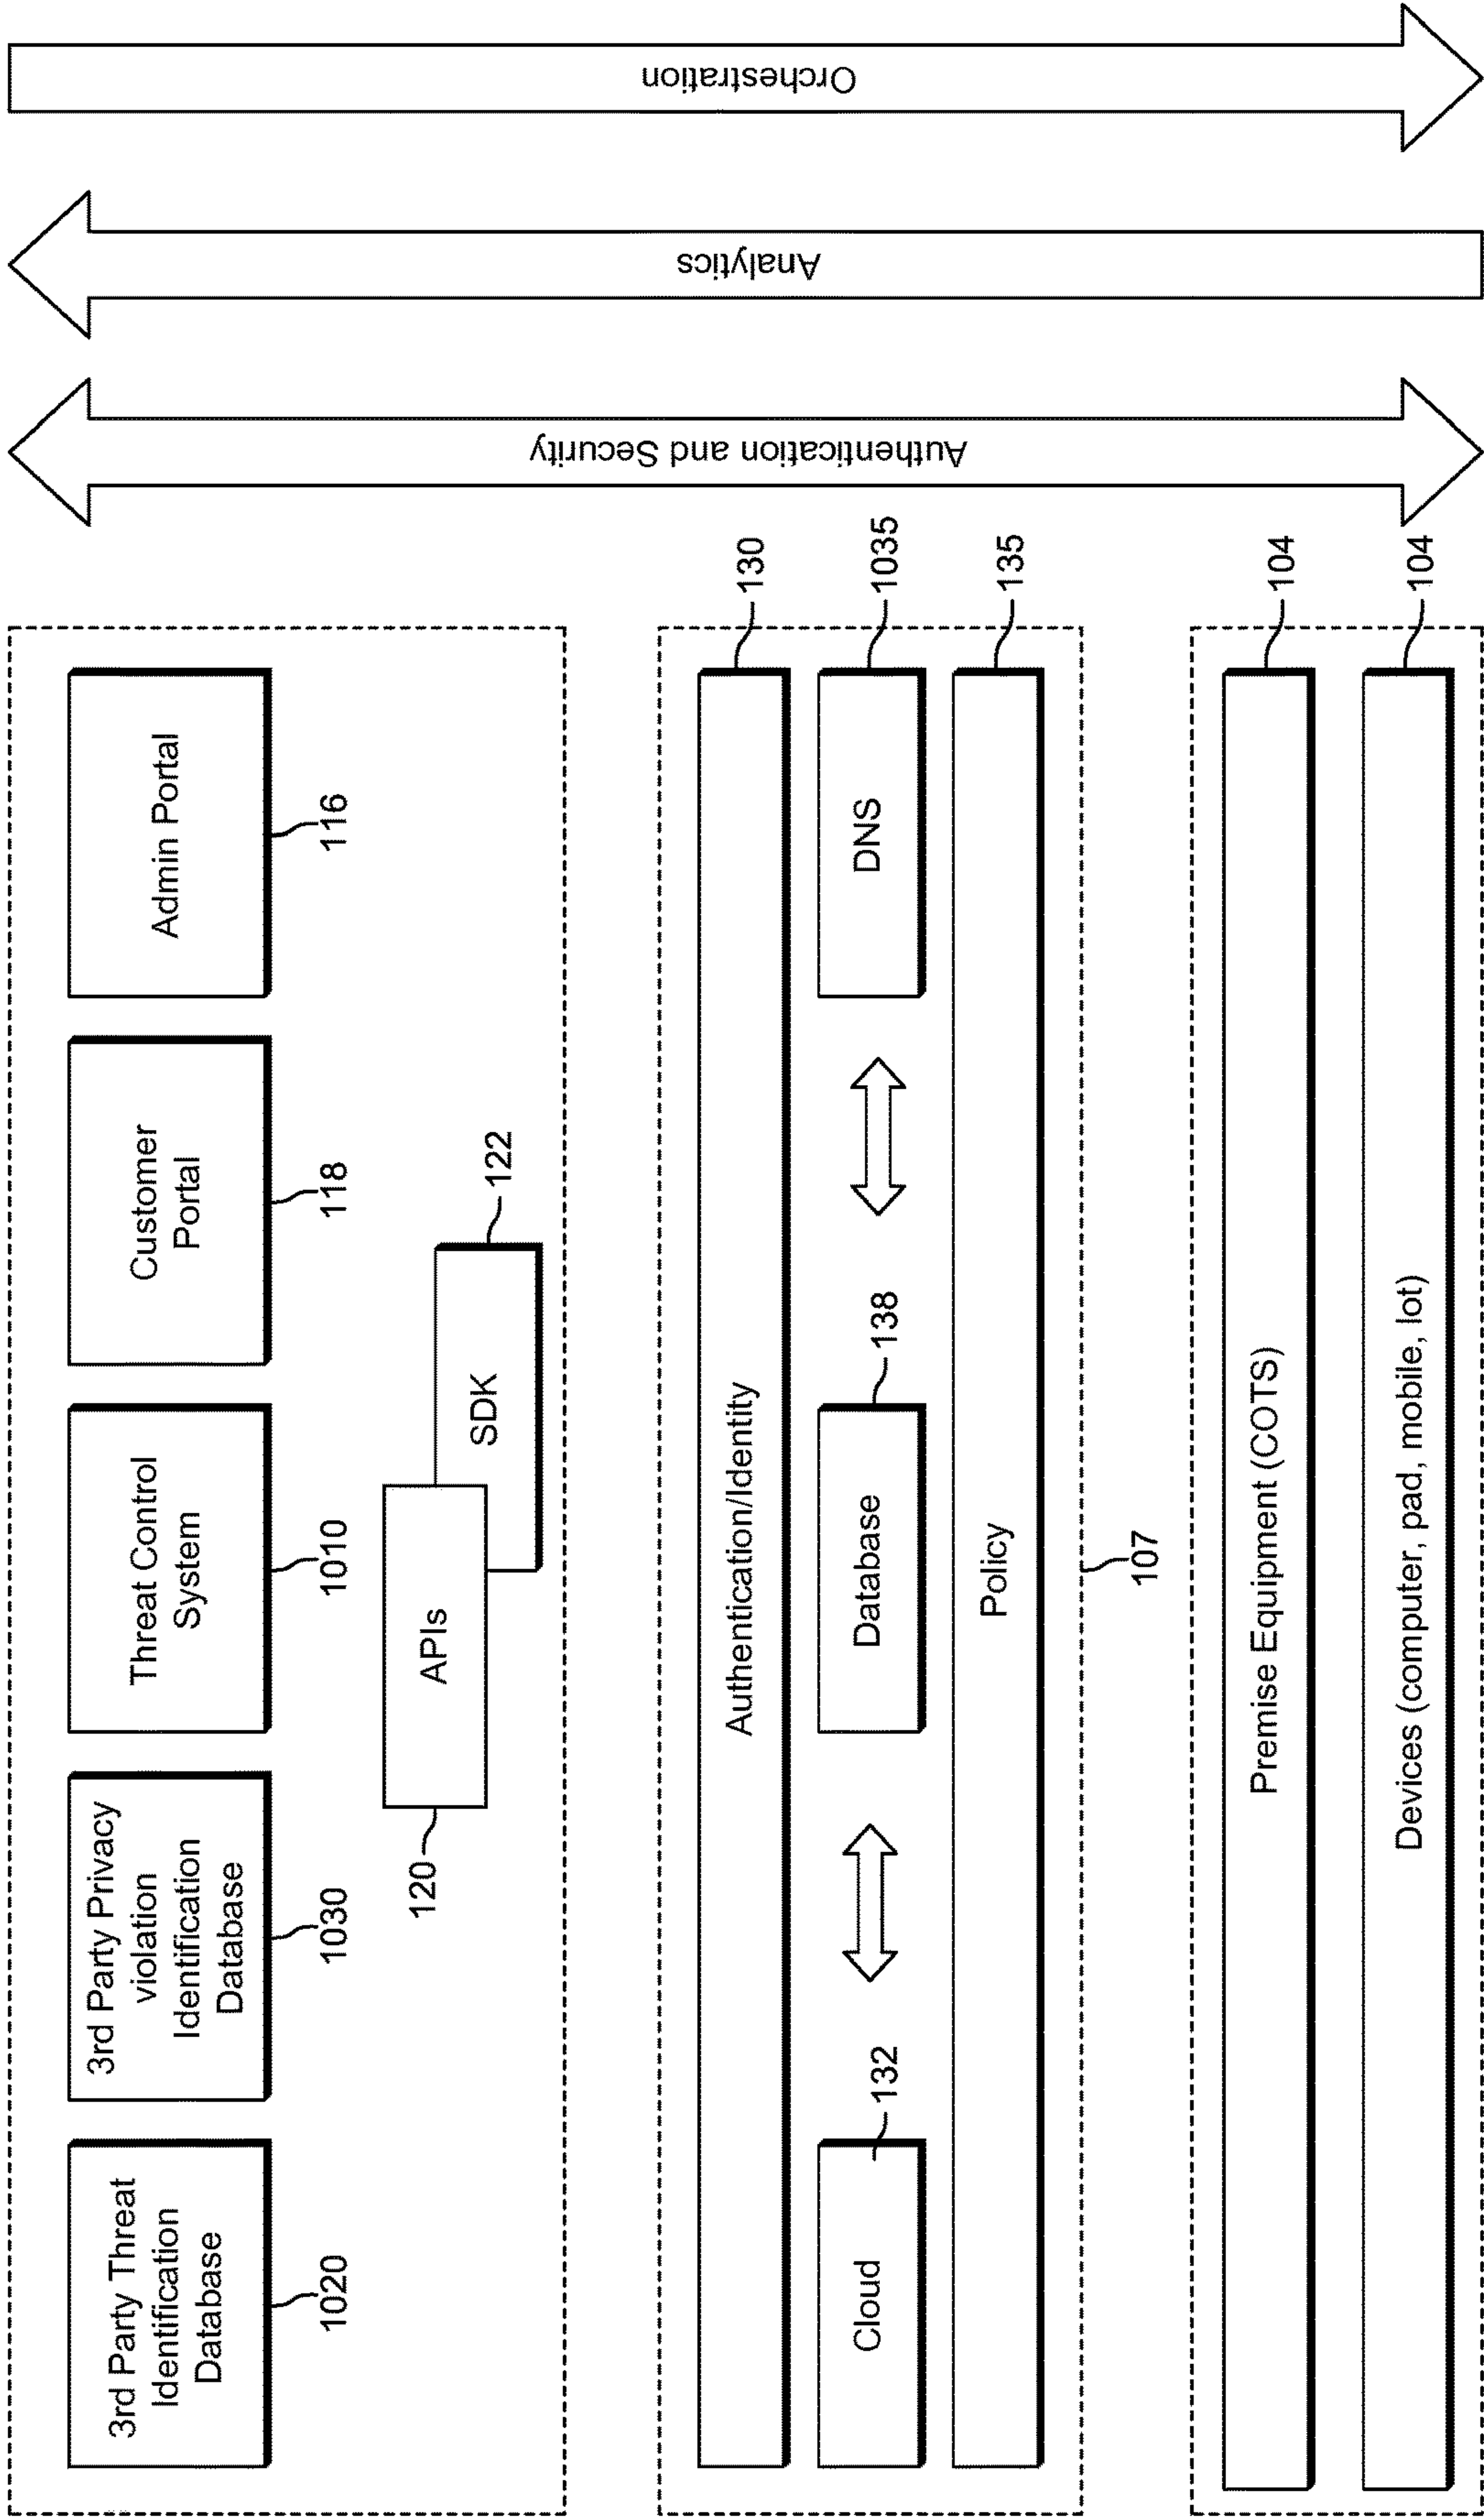 3rd Party Threat
Identification
Database
1020
3rd Party Privacy
violation
Identification
Database
1030
Threat Control
System
1010
Customer
Portal
118
Admin Portal
116
APIs
120
SDK
122
Authentication/Identity
130
Cloud
132
Database
138
DNS
1035
Policy
135
107
Premise Equipment (COTS)
104
Devices (computer, pad, mobile, Iot)
104
Authentication and Security
Analytics
Orchestration